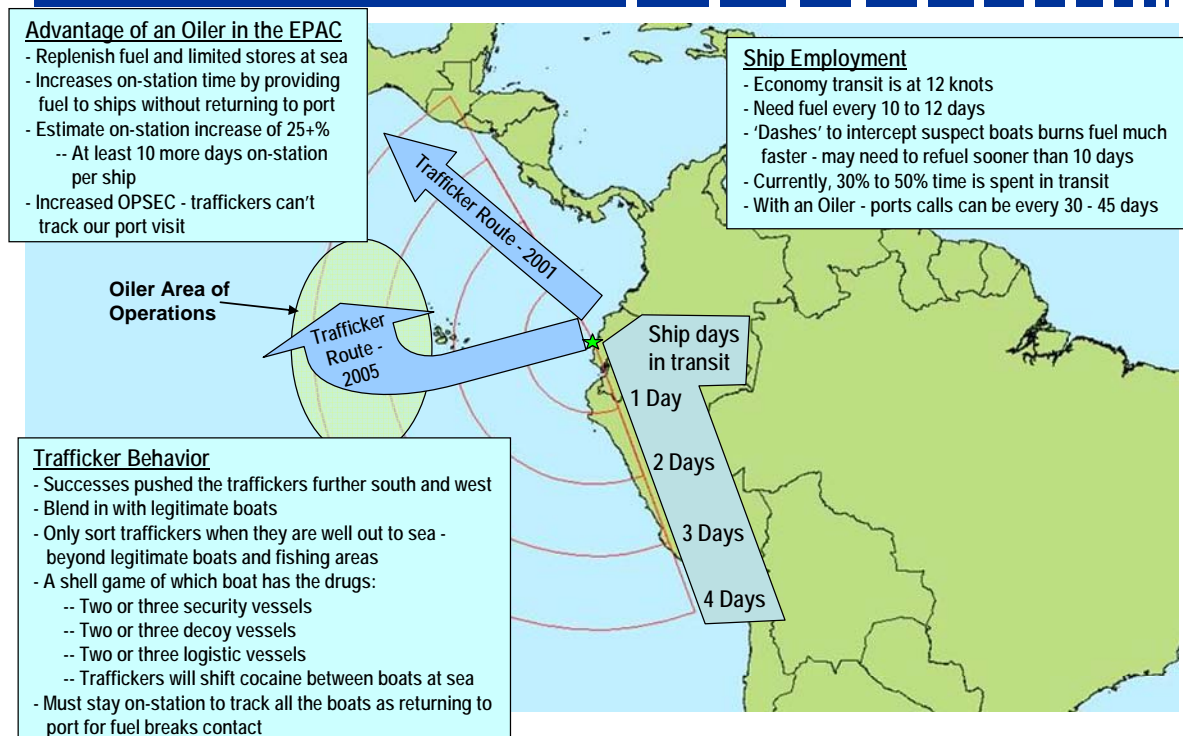 Advantage of an Oiler in the EPAC
- Replenish fuel and limited stores at sea
- Increases on-station time by providing
fuel to ships without returning to port
- Estimate on-station increase of 25+%
-- At least 10 more days on-station
per ship
- Increased OPSEC - traffickers can't
track our port visit
Ship Employment
- Economy transit is at 12 knots
- Need fuel every 10 to 12 days
- 'Dashes' to intercept suspect boats burns fuel much
faster - may need to refuel sooner than 10 days
- Currently, 30% to 50% time is spent in transit
- With an Oiler - ports calls can be every 30 - 45 days
Trafficker Route - 2001
Oiler Area of
Operations
Trafficker
Route -
2005
Ship days
in transit
1 Day
2 Days
3 Days
4 Days
Trafficker Behavior
- Successes pushed the traffickers further south and west
- Blend in with legitimate boats
- Only sort traffickers when they are well out to sea -
beyond legitimate boats and fishing areas
- A shell game of which boat has the drugs:
-- Two or three security vessels
-- Two or three decoy vessels
-- Two or three logistic vessels
-- Traffickers will shift cocaine between boats at sea
- Must stay on-station to track all the boats as returning to
port for fuel breaks contact